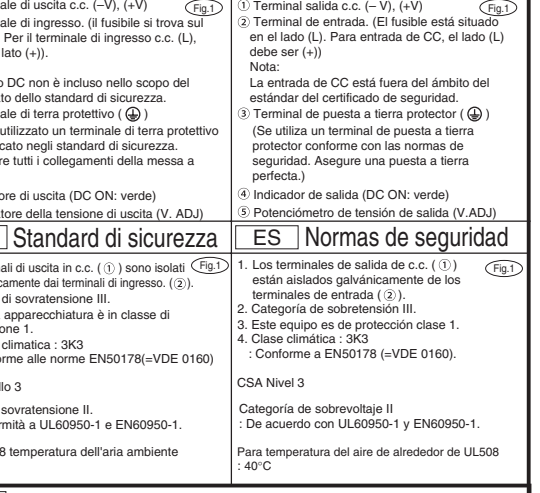 ale di uscita c.c. (–V), (+V) Fig.1
ale di ingresso. (il fusibile si trova sul
Per il terminale di ingresso c.c. (L),
lato (+)).
o DC non è incluso nello scopo del
to dello standard di sicurezza.
ale di terra protettivo ( )
utilizzato un terminale di terra protettivo
cato negli standard di sicurezza.
re tutti i collegamenti della messa a
ore di uscita (DC ON: verde)
tore della tensione di uscita (V. ADJ)
① Terminal salida c.c. (– V), (+V) Fig.1
② Terminal de entrada. (El fusible está situado
en el lado (L). Para entrada de CC, el lado (L)
debe ser (+))
Nota:
La entrada de CC está fuera del ámbito del
estándar del certificado de seguridad.
③ Terminal de puesta a tierra protector ( )
(Se utiliza un terminal de puesta a tierra
protector conforme con las normas de
seguridad. Asegure una puesta a tierra
perfecta.)
④ Indicador de salida (DC ON: verde)
⑤ Potenciómetro de tensión de salida (V.ADJ)
Standard di sicurezza
ali di uscita in c.c. ( ① ) sono isolati Fig.1
camente dai terminali di ingresso. (②).
di sovratensione III.
apparecchiatura è in classe di
one 1.
climatica : 3K3
rme alle norme EN50178(=VDE 0160)
llo 3
sovratensione II.
rmità a UL60950-1 e EN60950-1.
8 temperatura dell'aria ambiente
ES Normas de seguridad
1. Los terminales de salida de c.c. ( ① ) Fig.1
están aislados galvánicamente de los
terminales de entrada ( ② ).
2. Categoría de sobretensión III.
3. Este equipo es de protección clase 1.
4. Clase climática : 3K3
: Conforme a EN50178 (=VDE 0160).
CSA Nivel 3
Categoría de sobrevoltaje II
: De acuerdo con UL60950-1 y EN60950-1.
Para temperatura del aire de alrededor de UL508
: 40°C